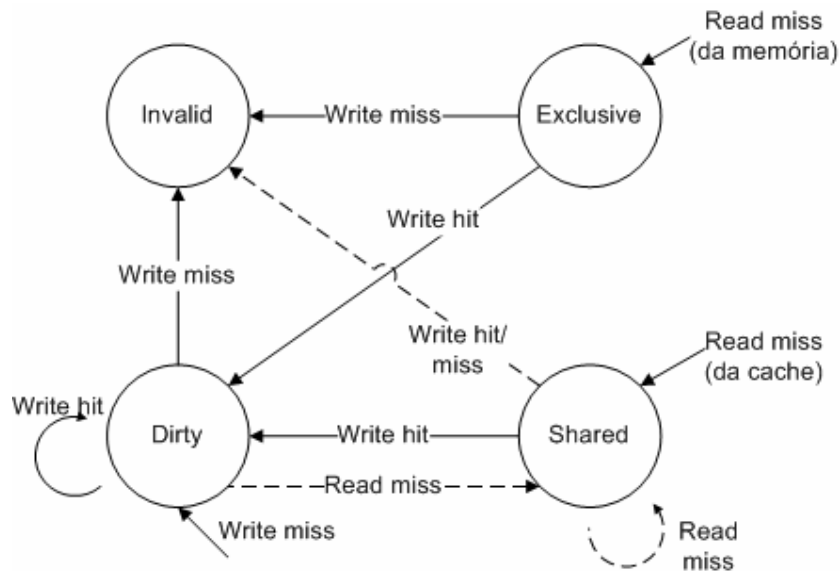 Read miss
(da memória)
Invalid
Write miss
Exclusive
Write hit
Write miss
Write hit/
miss
Read miss
(da cache)
Write hit
Dirty
Write hit
Shared
Read miss
Write miss
Read
miss